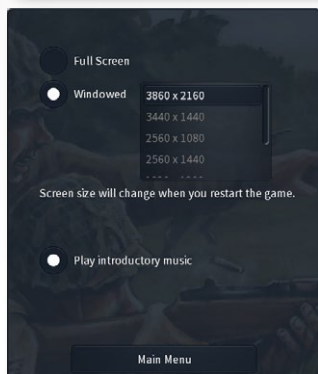 Full Screen
Windowed
3860 x 2160
3440 x 1440
2560 x 1080
2560 x 1440
Screen size will change when you restart the game.
Play introductory music
Main Menu